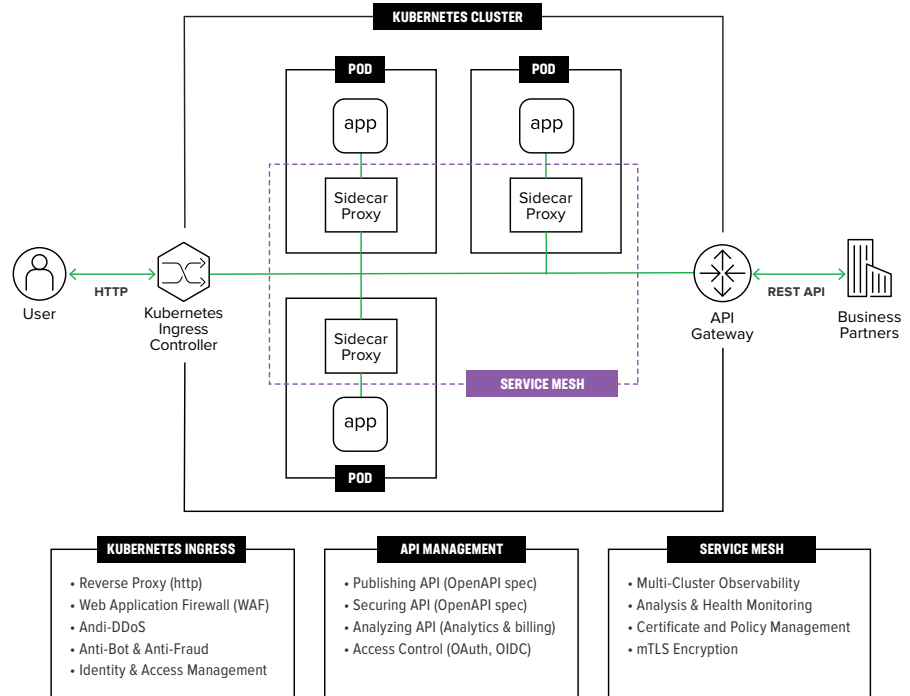 KUBERNETES CLUSTER
POD
POD
app
app
Sidecar
Proxy
Sidecar
Proxy
HTTP
User
Kubernetes
Ingress
Controller
REST API
API
Gateway
Business
Partners
Sidecar
Proxy
SERVICE MESH
app
POD
KUBERNETES INGRESS
• Reverse Proxy (http)
• Web Application Firewall (WAF)
• Andi-DDoS
• Anti-Bot & Anti-Fraud
• Identity & Access Management
API MANAGEMENT
• Publishing API (OpenAPI spec)
• Securing API (OpenAPI spec)
• Analyzing API (Analytics & billing)
• Access Control (OAuth, OIDC)
SERVICE MESH
• Multi-Cluster Observability
• Analysis & Health Monitoring
• Certificate and Policy Management
• mTLS Encryption